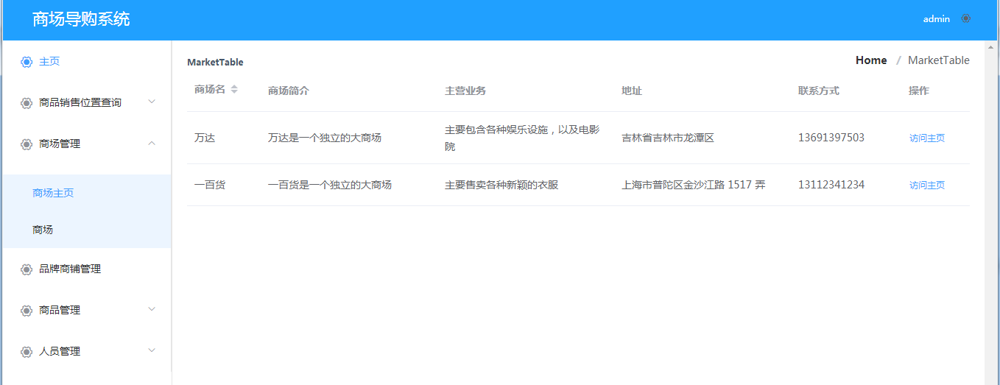 商场导购系统
admin
主页
商品销售位置查询
商场管理
商场主页
商场
品牌商铺管理
商品管理
人员管理
MarketTable
Home / MarketTable
商场名 商场简介 主营业务 地址 联系方式 操作
万达 万达是一个独立的大商场 主要包含各种娱乐设施，以及电影
院 吉林省吉林市龙潭区 13691397503 访问主页
一百货 一百货是一个独立的大商场 主要售卖各种新颖的衣服 上海市普陀区金沙江路 1517 弄 13112341234 访问主页